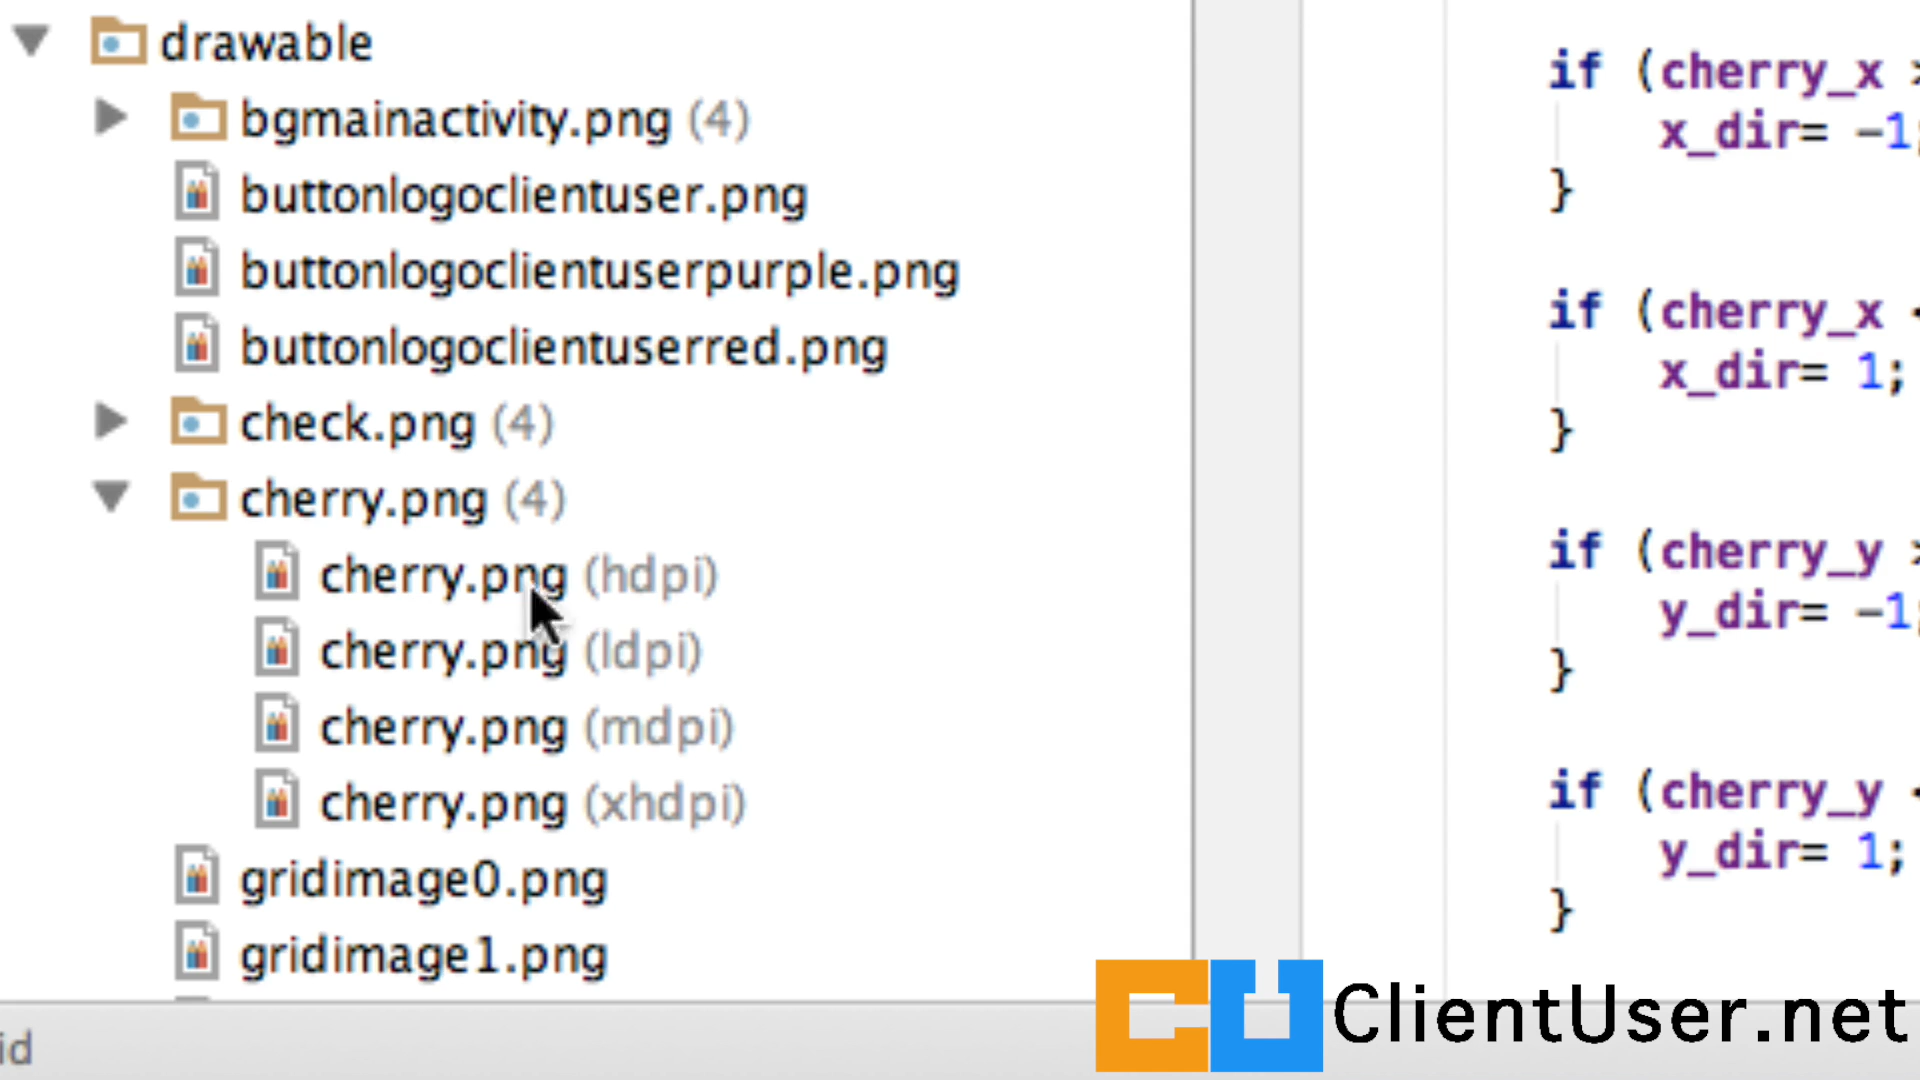 drawable
bgmainactivity.png (4)
buttonlogoclientuser.png
buttonlogoclientuserpurple.png
buttonlogoclientuserred.png
check.png (4)
cherry.png (4)
cherry.png (hdpi)
cherry.png (ldpi)
cherry.png (mdpi)
cherry.png (xhdpi)
gridimage0.png
gridimage1.png
id
if (cherry_x >
x_dir= -1;
}
if (cherry_x <
x_dir= 1;
}
if (cherry_y >
y_dir= -1;
}
if (cherry_y <
y_dir= 1;
}
CU ClientUser.net